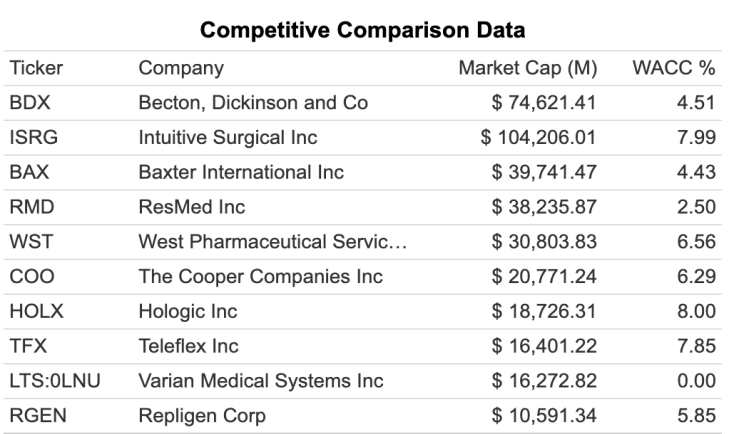 Competitive Comparison Data
Ticker Company Market Cap (M) WACC %
BDX Becton, Dickinson and Co $ 74,621.41 4.51
ISRG Intuitive Surgical Inc $ 104,206.01 7.99
BAX Baxter International Inc $ 39,741.47 4.43
RMD ResMed Inc $ 38,235.87 2.50
WST West Pharmaceutical Servic... $ 30,803.83 6.56
COO The Cooper Companies Inc $ 20,771.24 6.29
HOLX Hologic Inc $ 18,726.31 8.00
TFX Teleflex Inc $ 16,401.22 7.85
LTS:0LNU Varian Medical Systems Inc $ 16,272.82 0.00
RGEN Repligen Corp $ 10,591.34 5.85